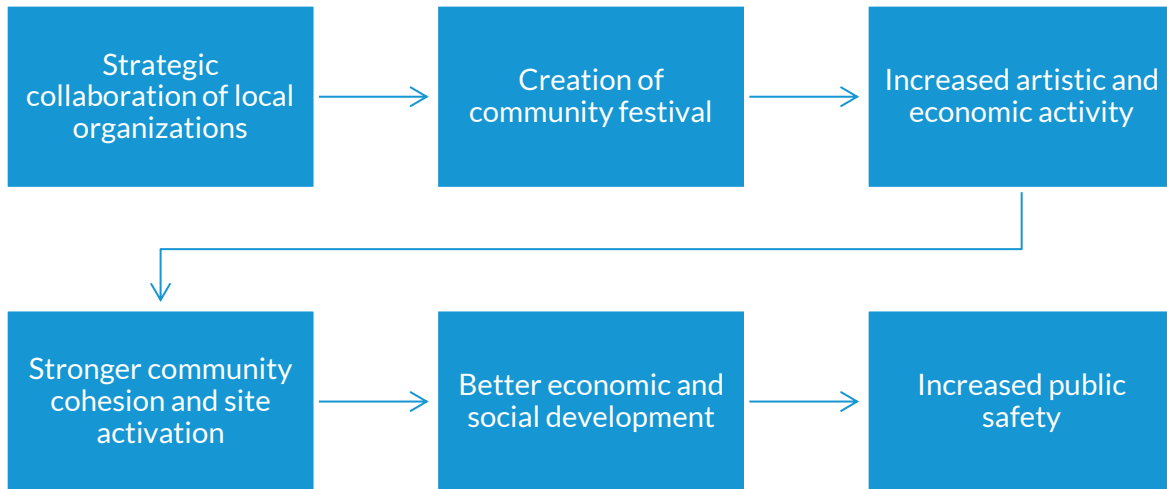 Strategic
collaboration of local
organizations
Creation of
community festival
Increased artistic and
economic activity
Stronger community
cohesion and site
activation
Better economic and
social development
Increased public
safety